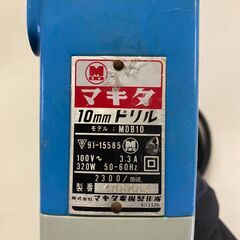 マキタ
10mmドリル
モデル：MDB10
91-15585
100V~ 3.3A
320W 50-60Hz
2300/min.
製番
株式会社マキタ電機製作所